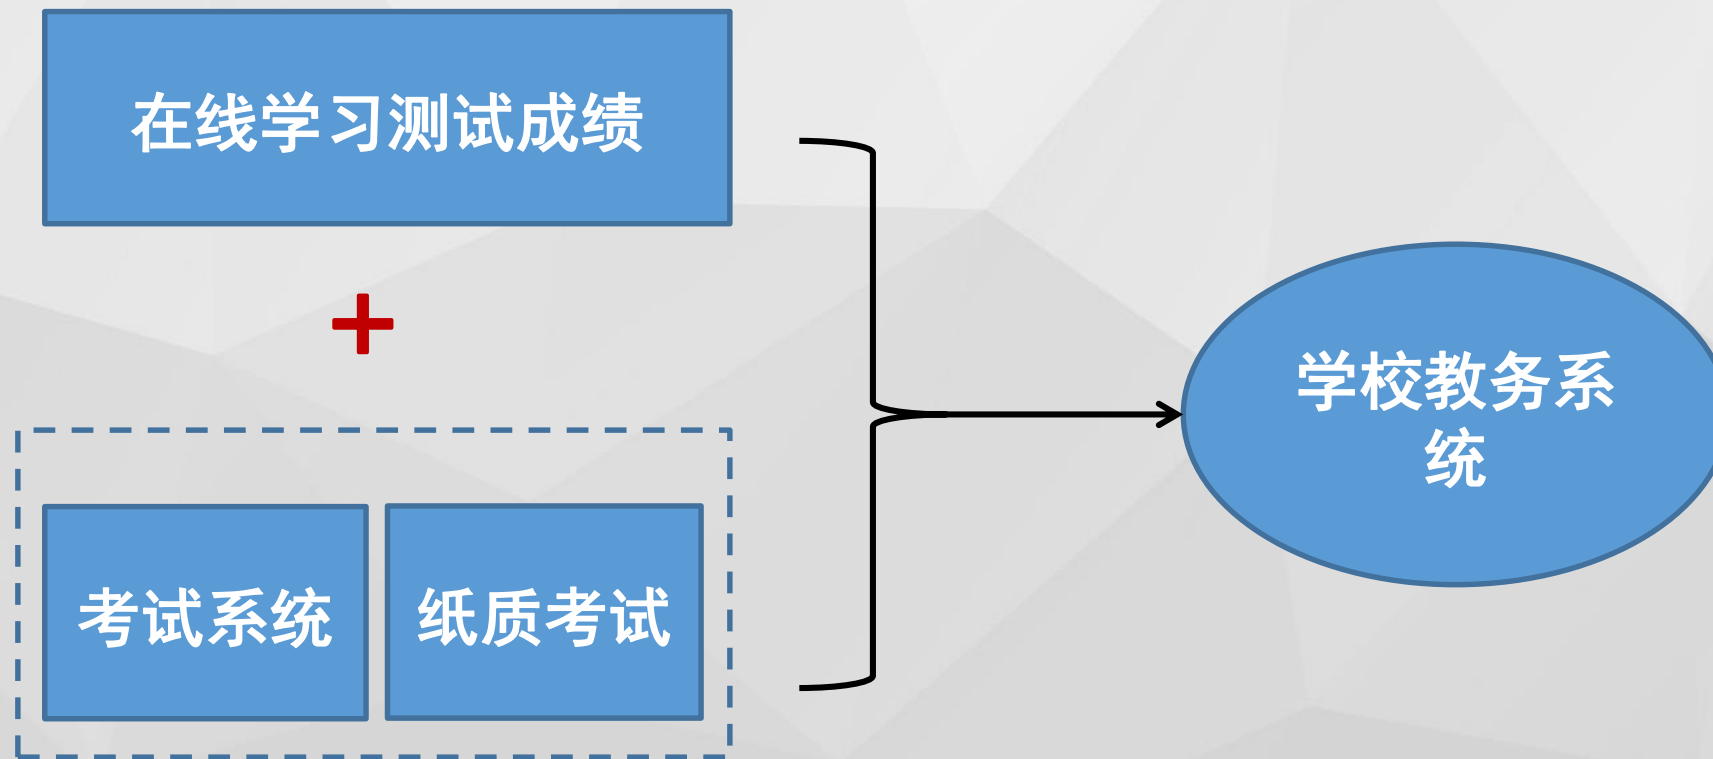 在线学习测试成绩
+
考试系统
纸质考试
学校教务系
统